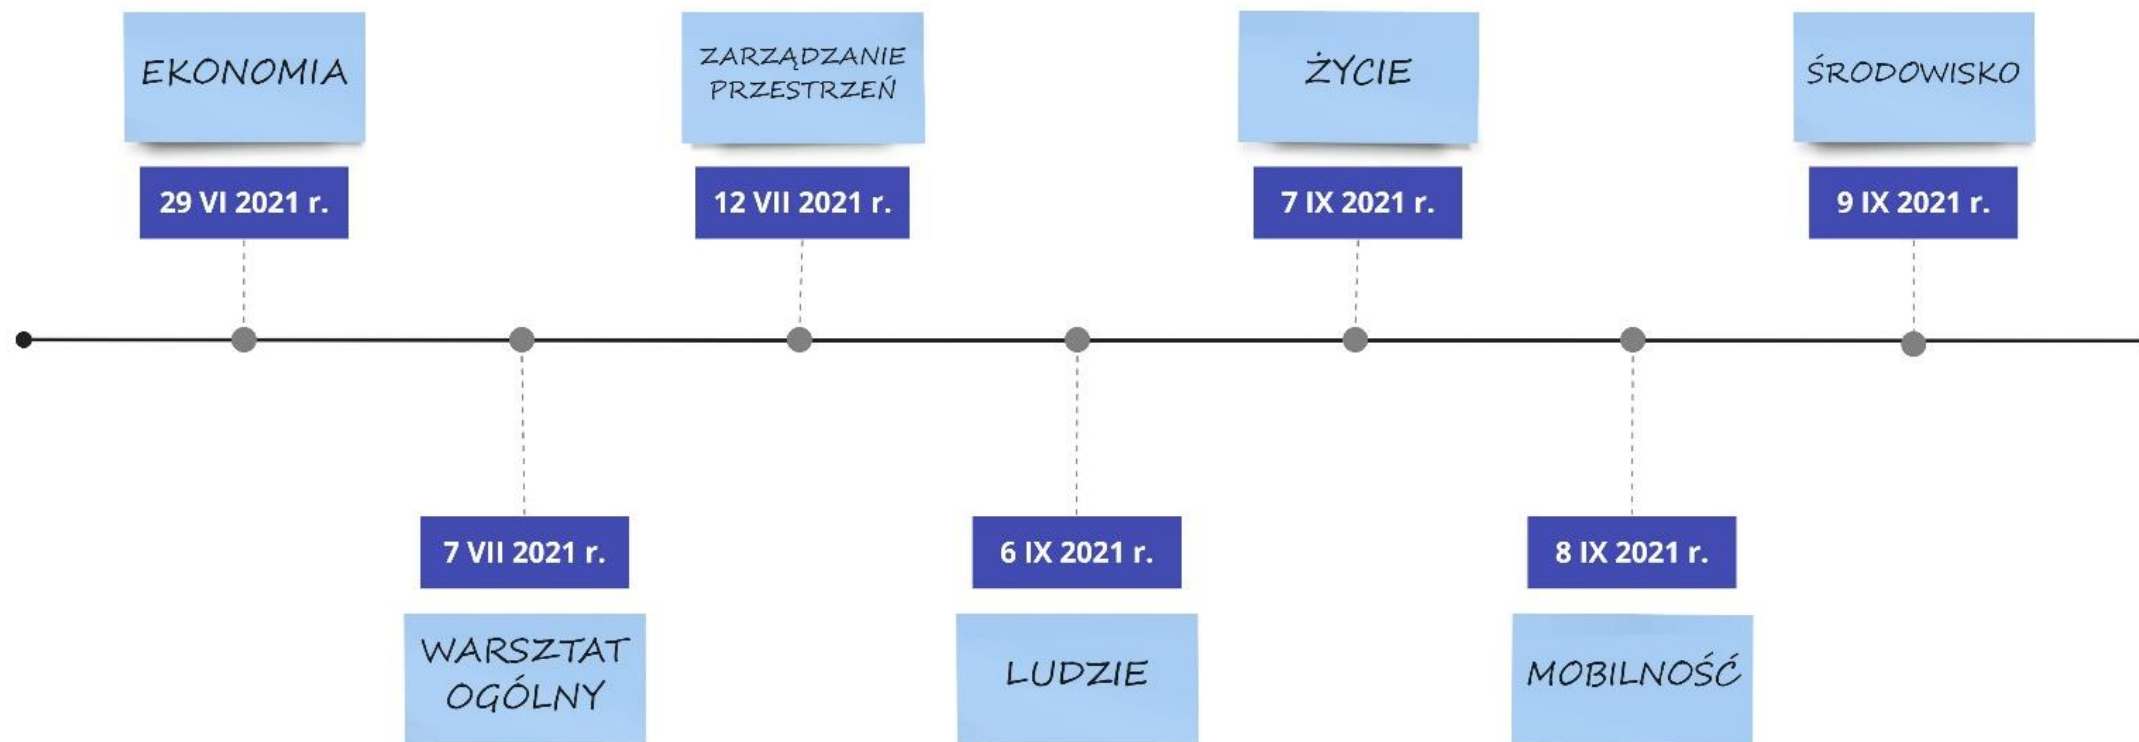 EKONOMIA
29 VI 2021 r.
7 VII 2021 r.
WARSZTAT
OGÓLNY
ZARZĄDZANIE
PRZESTRZEŃ
12 VII 2021 r.
6 IX 2021 r.
LUDZIE
ŻYCIE
7 IX 2021 r.
8 IX 2021 r.
MOBILNOŚĆ
ŚRODOWISKO
9 IX 2021 r.